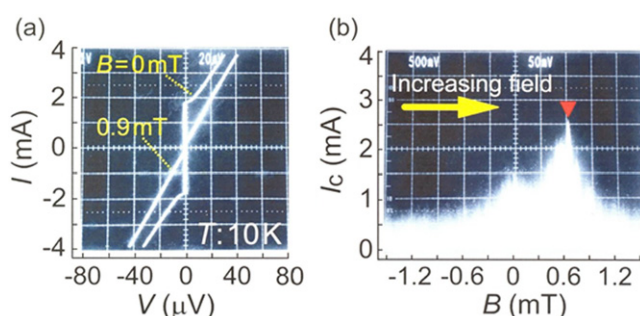 (a)
4
2
0
-2
-4
I (mA)
20µV
B=0mT
0.9mT
T:10K
-80
-40
0
40
80
V (µV)
(b)
4
3
2
1
0
Ic (mA)
500mV
50mV
Increasing field
-1.2
-0.6
0
0.6
1.2
B (mT)